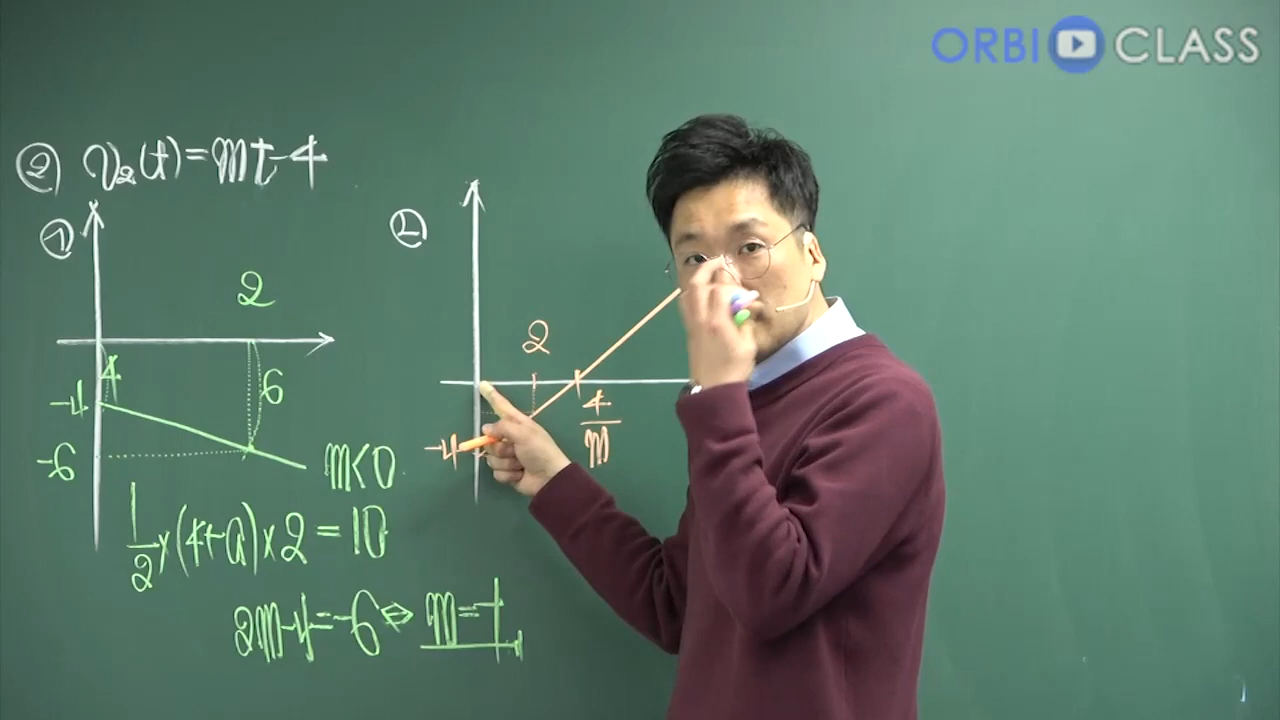 ORBI CLASS
② v₂(t)=mt-4
㉠
2
4
-4
6
-6
m<0
1/2×(4+a)×2=10
2m-4=-6⇔m=-1
㉡
2
4/m
-4